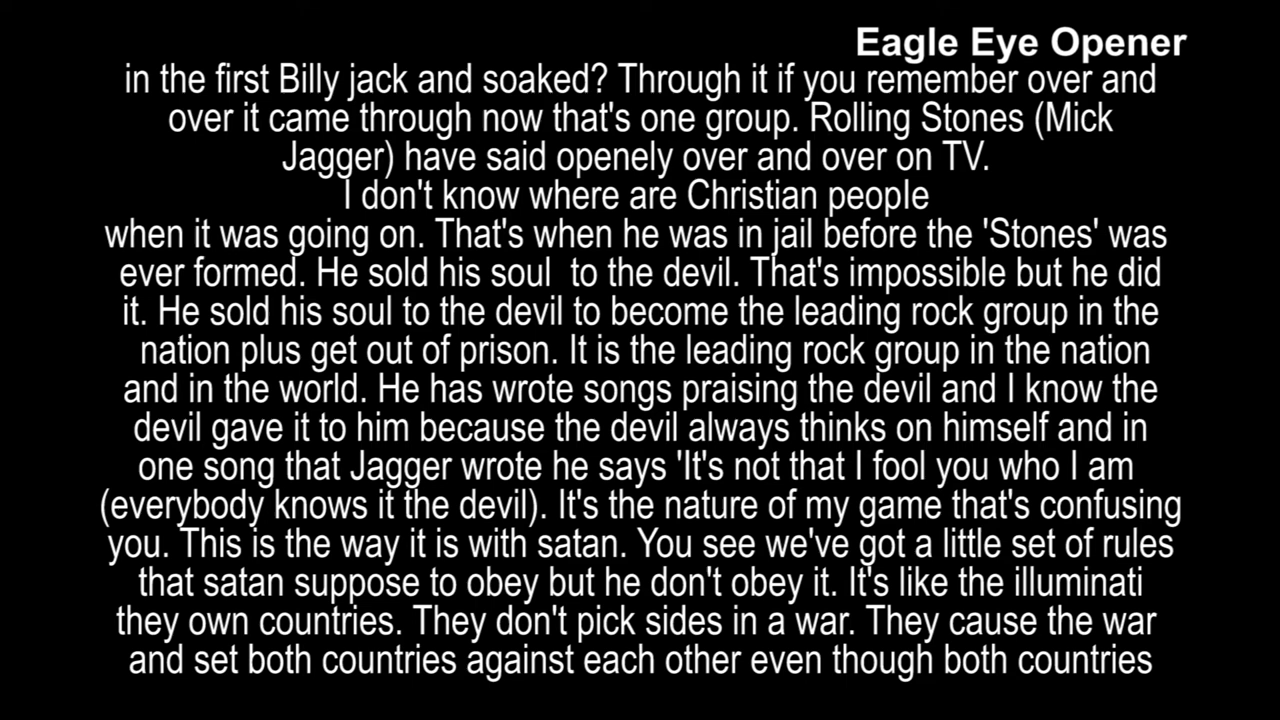 Eagle Eye Opener
in the first Billy jack and soaked? Through it if you remember over and
over it came through now that's one group. Rolling Stones (Mick
Jagger) have said openely over and over on TV.
I don't know where are Christian people
when it was going on. That's when he was in jail before the 'Stones' was
ever formed. He sold his soul  to the devil. That's impossible but he did
it. He sold his soul to the devil to become the leading rock group in the
nation plus get out of prison. It is the leading rock group in the nation
and in the world. He has wrote songs praising the devil and I know the
devil gave it to him because the devil always thinks on himself and in
one song that Jagger wrote he says 'It's not that I fool you who I am
(everybody knows it the devil). It's the nature of my game that's confusing
you. This is the way it is with satan. You see we've got a little set of rules
that satan suppose to obey but he don't obey it. It's like the illuminati
they own countries. They don't pick sides in a war. They cause the war
and set both countries against each other even though both countries